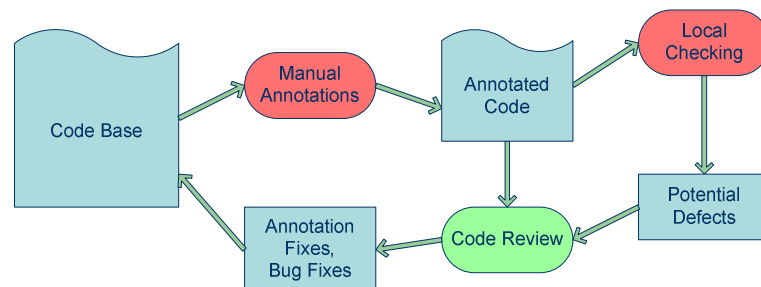 Code Base
Manual
Annotations
Annotated
Code
Local
Checking
Potential
Defects
Code Review
Annotation
Fixes,
Bug Fixes